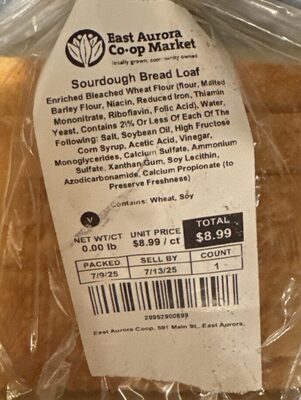 East Aurora
Co-op Market
locally grown, community owned
Sourdough Bread Loaf
Enriched Bleached Wheat Flour (flour, Malted
Barley Flour, Niacin, Reduced Iron, Thiamin
Mononitrate, Riboflavin, Folic Acid), Water,
Yeast, Contains 2% Or Less Of Each Of The
Following: Salt, Soybean Oil, High Fructose
Corn Syrup, Acetic Acid, Vinegar,
Monoglycerides, Calcium Sulfate, Ammonium
Sulfate, Xanthan Gum, Soy Lecithin,
Azodicarbonamide, Calcium Propionate (to
Preserve Freshness)
V
Contains: Wheat, Soy
NET WT/CT UNIT PRICE TOTAL
0.00 lb $8.99 / ct $8.99
PACKED SELL BY COUNT
7/9/25 7/13/25 1
29952900899
East Aurora Coop, 591 Main St., East Aurora,